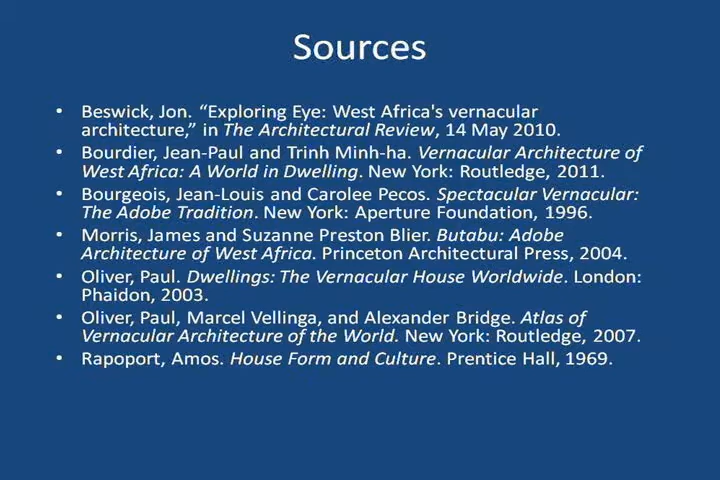 Sources
• Beswick, Jon. “Exploring Eye: West Africa's vernacular
architecture,” in The Architectural Review, 14 May 2010.
• Bourdier, Jean-Paul and Trinh Minh-ha. Vernacular Architecture of
West Africa: A World in Dwelling. New York: Routledge, 2011.
• Bourgeois, Jean-Louis and Carolee Pecos. Spectacular Vernacular:
The Adobe Tradition. New York: Aperture Foundation, 1996.
• Morris, James and Suzanne Preston Blier. Butabu: Adobe
Architecture of West Africa. Princeton Architectural Press, 2004.
• Oliver, Paul. Dwellings: The Vernacular House Worldwide. London:
Phaidon, 2003.
• Oliver, Paul, Marcel Vellinga, and Alexander Bridge. Atlas of
Vernacular Architecture of the World. New York: Routledge, 2007.
• Rapoport, Amos. House Form and Culture. Prentice Hall, 1969.